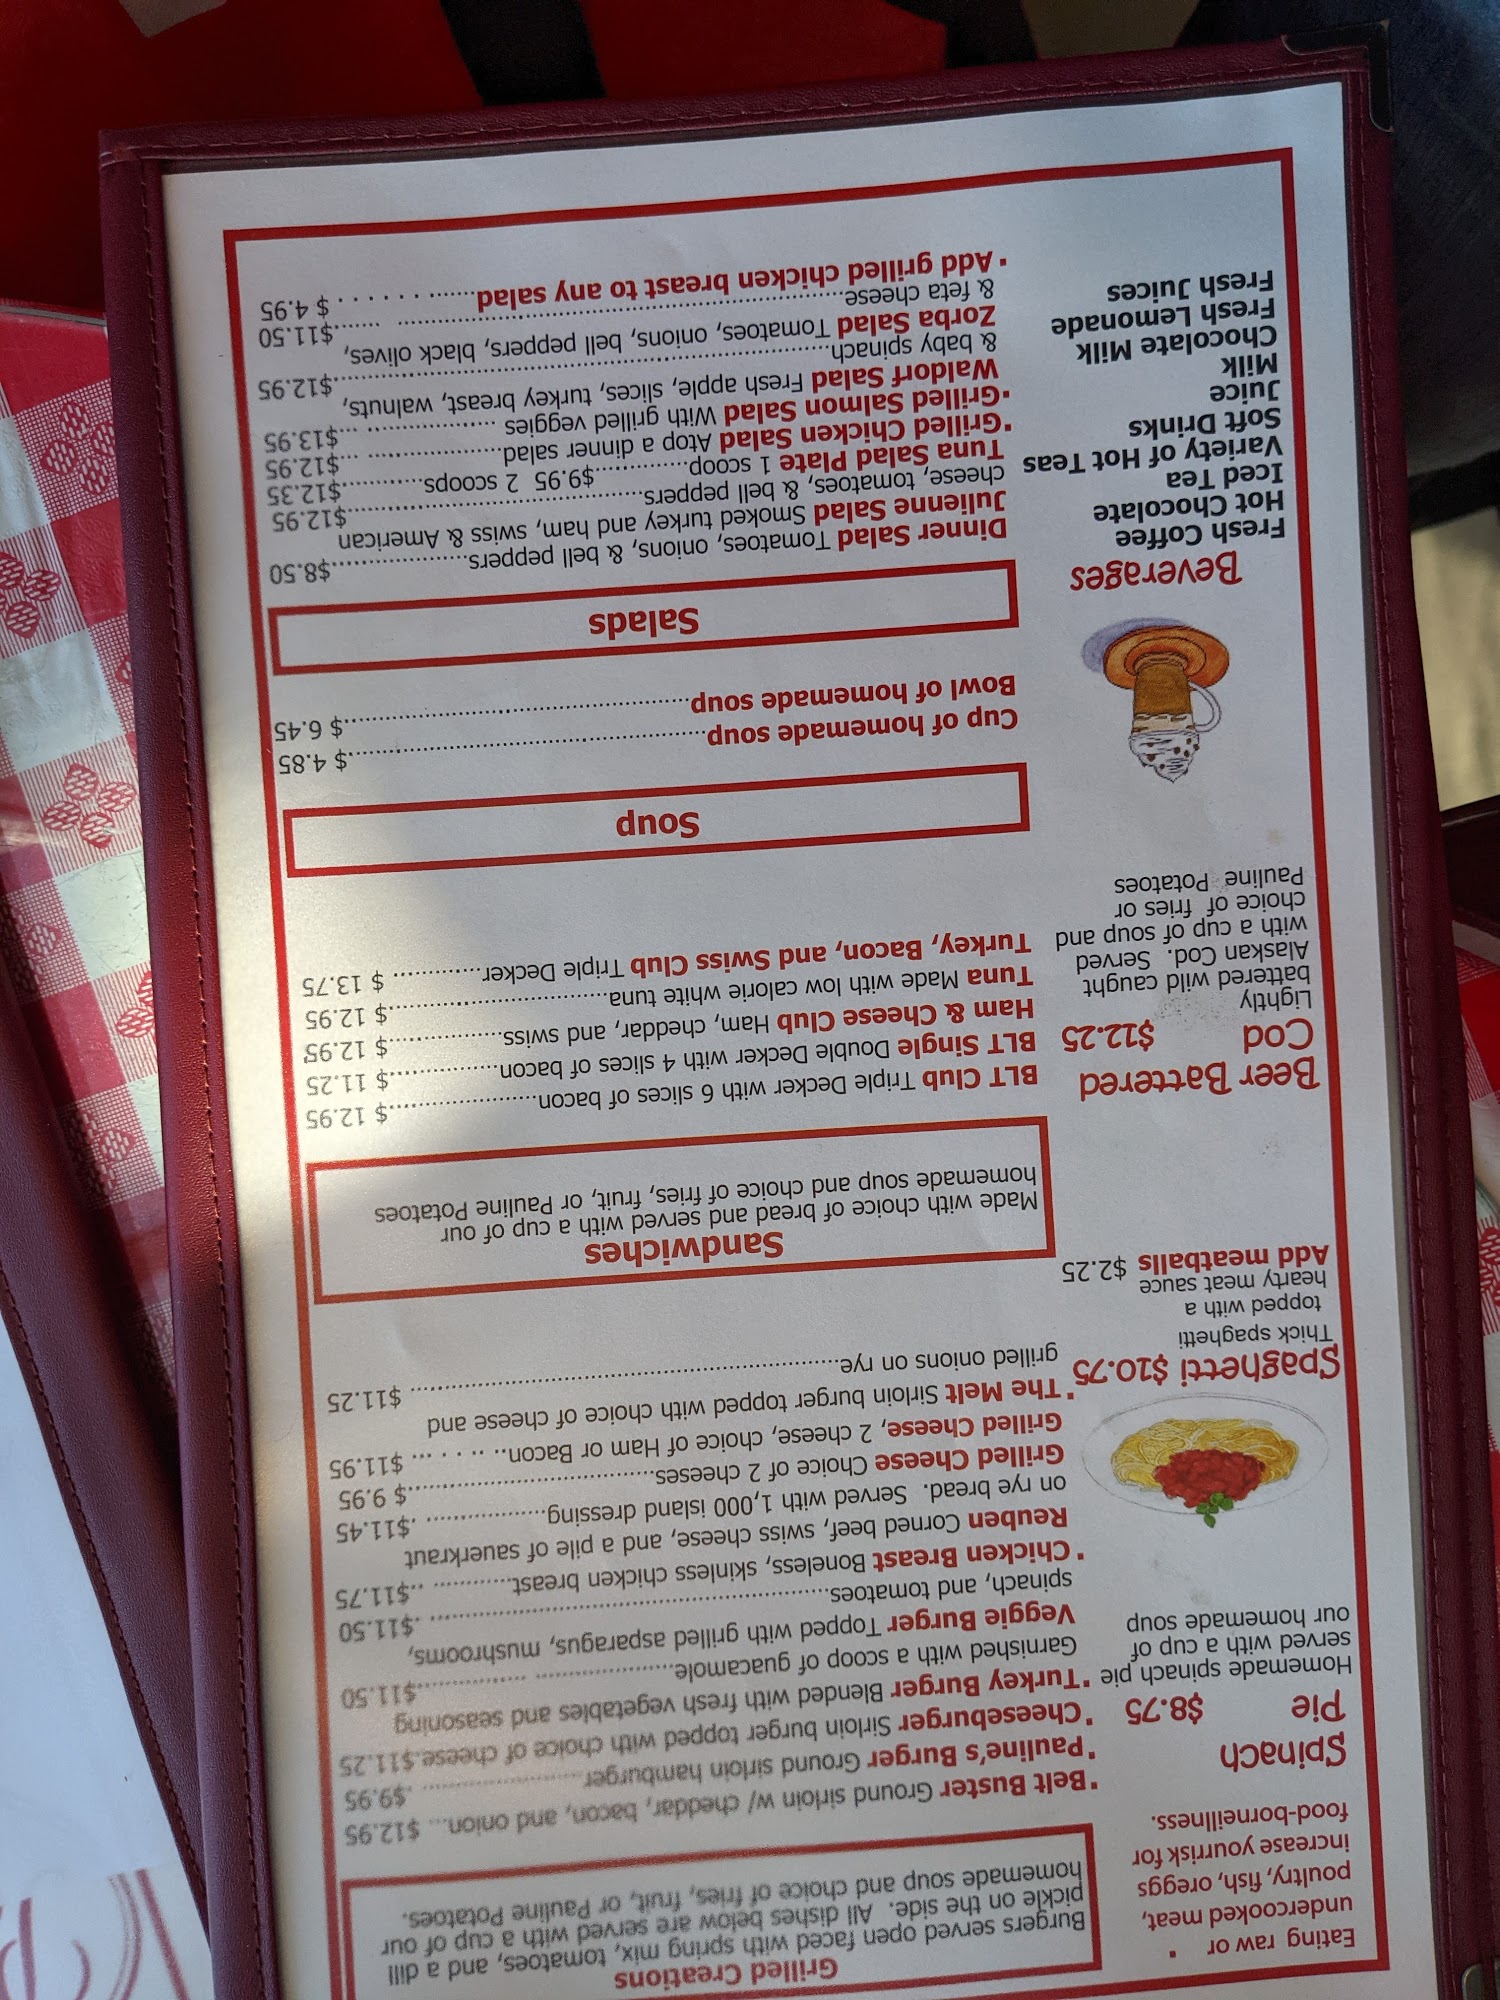 Eating raw or *
undercooked meat,
poultry, fish, oreggs
increase yourrisk for
food-borneillness.
Spinach
Pie $8.75
Homemade spinach pie
served with a cup of
our homemade soup
Spaghetti $10.75
Thick spaghetti
topped with a
hearty meat sauce
Add meatballs $2.25
Beer Battered
Cod $12.25
Lightly
battered wild caught
Alaskan Cod. Served
with a cup of soup and
choice of fries or
Pauline Potatoes
Beverages
Fresh Coffee
Hot Chocolate
Iced Tea
Variety of Hot Teas
Soft Drinks
Juice
Milk
Chocolate Milk
Fresh Lemonade
Fresh Juices
Grilled Creations
Burgers served open faced with spring mix, tomatoes, and a dill
pickle on the side. All dishes below are served with a cup of our
homemade soup and choice of fries, fruit, or Pauline Potatoes.
*Belt Buster Ground sirloin w/ cheddar, bacon, and onion... $12.95
*Pauline's Burger Ground sirloin hamburger..................... .$9.95
*Cheeseburger Sirloin burger topped with choice of cheese.$11.25
*Turkey Burger Blended with fresh vegetables and seasoning
Garnished with a scoop of guacamole..............................$11.50
Veggie Burger Topped with grilled asparagus, mushrooms,
spinach, and tomatoes..................................................... .$11.50
*Chicken Breast Boneless, skinless chicken breast............. ..$11.75
Reuben Corned beef, swiss cheese, and a pile of sauerkraut
on rye bread. Served with 1,000 island dressing................. .$11.45
Grilled Cheese Choice of 2 cheeses..................................$ 9.95
Grilled Cheese, 2 cheese, choice of Ham or Bacon.. .. . . ... $11.95
*The Melt Sirloin burger topped with choice of cheese and
grilled onions on rye........................................................ $11.25
Sandwiches
Made with choice of bread and served with a cup of our
homemade soup and choice of fries, fruit, or Pauline Potatoes
BLT Club Triple Decker with 6 slices of bacon.....................$ 12.95
BLT Single Double Decker with 4 slices of bacon.................$ 11.25
Ham & Cheese Club Ham, cheddar, and swiss...................$ 12.95
Tuna Made with low calorie white tuna...............................$ 12.95
Turkey, Bacon, and Swiss Club Triple Decker.............. $ 13.75
Soup
Cup of homemade soup..................................................$ 4.85
Bowl of homemade soup.................................................$ 6.45
Salads
Dinner Salad Tomatoes, onions, & bell peppers....................$8.50
Julienne Salad Smoked turkey and ham, swiss & American
cheese, tomatoes, & bell peppers........................................$12.95
Tuna Salad Plate 1 scoop..............$9.95 2 scoops.............$12.35
*Grilled Chicken Salad Atop a dinner salad.................... ...$12.95
*Grilled Salmon Salad With grilled veggies .................... ...$13.95
Waldorf Salad Fresh apple, slices, turkey breast, walnuts,
& baby spinach..................................................................$12.95
Zorba Salad Tomatoes, onions, bell peppers, black olives,
& feta cheese........................................................... .......$11.50
*Add grilled chicken breast to any salad...... . . . . . . . $ 4.95